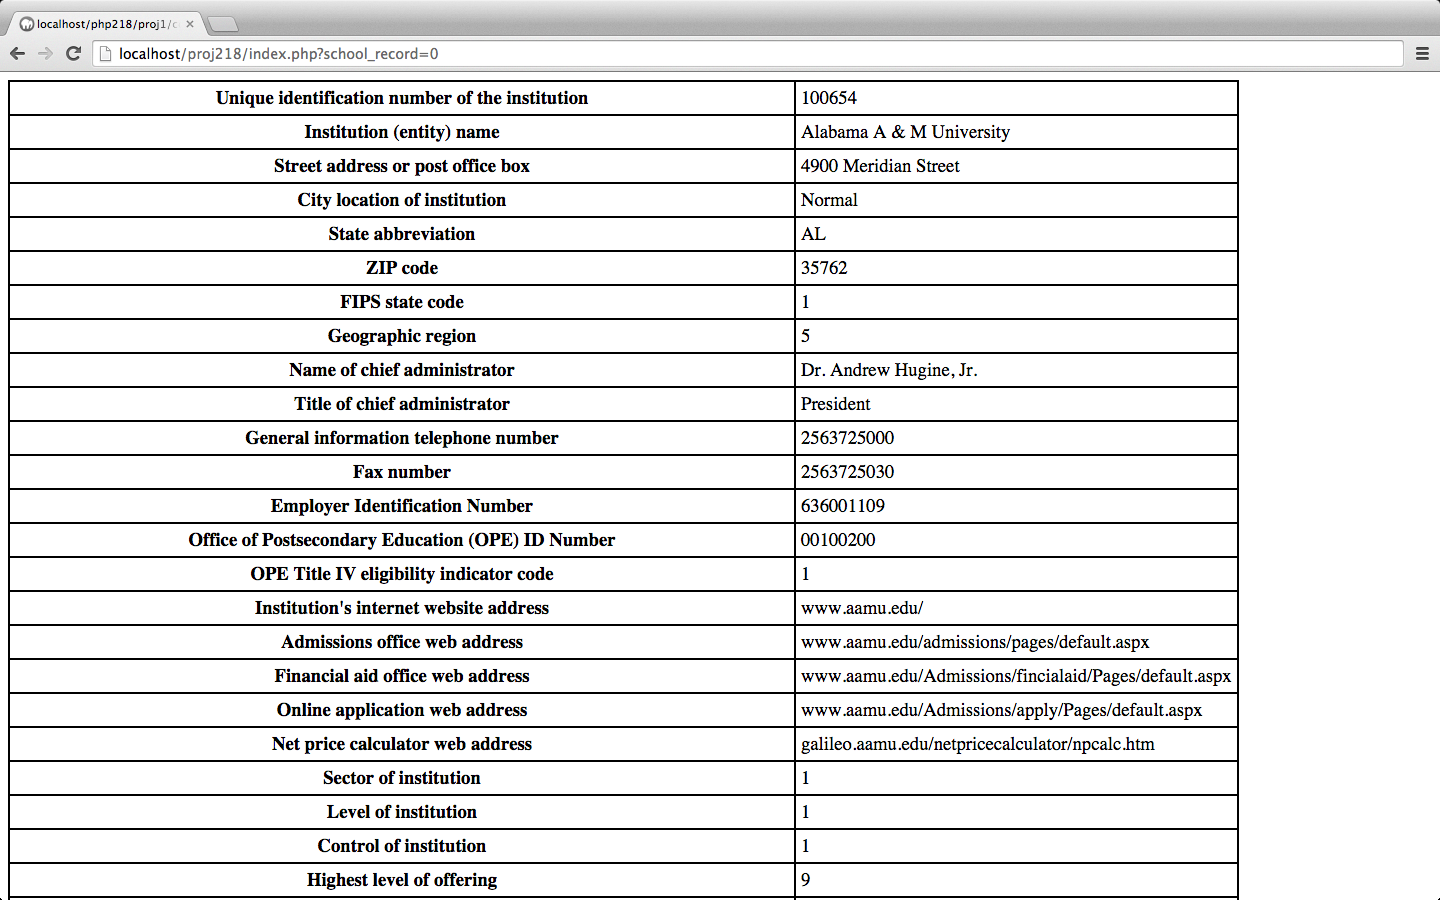 localhost/php218/proj1/
localhost/proj218/index.php?school_record=0
Unique identification number of the institution 100654
Institution (entity) name Alabama A & M University
Street address or post office box 4900 Meridian Street
City location of institution Normal
State abbreviation AL
ZIP code 35762
FIPS state code 1
Geographic region 5
Name of chief administrator Dr. Andrew Hugine, Jr.
Title of chief administrator President
General information telephone number 2563725000
Fax number 2563725030
Employer Identification Number 636001109
Office of Postsecondary Education (OPE) ID Number 00100200
OPE Title IV eligibility indicator code 1
Institution's internet website address www.aamu.edu/
Admissions office web address www.aamu.edu/admissions/pages/default.aspx
Financial aid office web address www.aamu.edu/Admissions/fincialaid/Pages/default.aspx
Online application web address www.aamu.edu/Admissions/apply/Pages/default.aspx
Net price calculator web address galileo.aamu.edu/netpricecalculator/npcalc.htm
Sector of institution 1
Level of institution 1
Control of institution 1
Highest level of offering 9